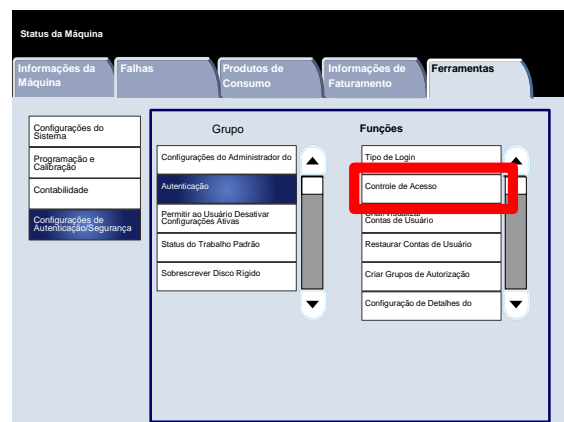 Status da Máquina
Informações da
Máquina
Falhas
Produtos de
Consumo
Informações de
Faturamento
Ferramentas
Configurações do
Sistema
Programação e
Calibração
Contabilidade
Configurações de
Autenticação/Segurança
Grupo
Configurações do Administrador do
Autenticação
Permitir ao Usuário Desativar
Configurações Ativas
Status do Trabalho Padrão
Sobrescrever Disco Rígido
Funções
Tipo de Login
Controle de Acesso
Criar/Visualizar
Contas de Usuário
Restaurar Contas de Usuário
Criar Grupos de Autorização
Configuração de Detalhes do